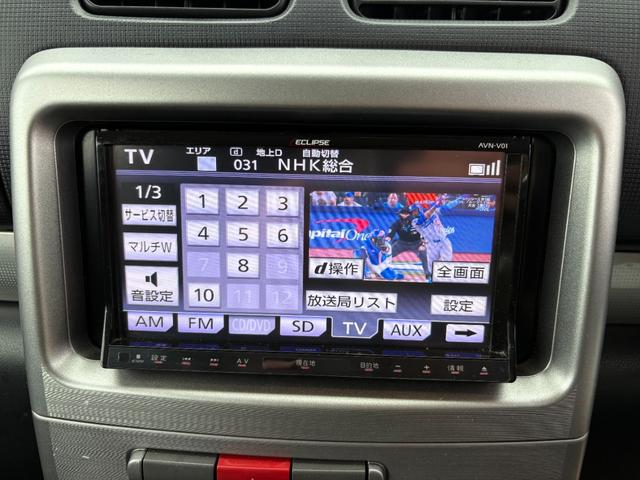 ECLIPSE
AVN-V01
TV エリア d 地上D 自動切替
031 NHK総合
1/3
1 2 3
サービス切替
4 5 6
マルチW
7 8 9
Capital One
d操作 全画面
音設定
10 11 12
放送局リスト 設定
AM FM CD/DVD SD TV AUX
設定 AV 現在地 目的地 − + 情報